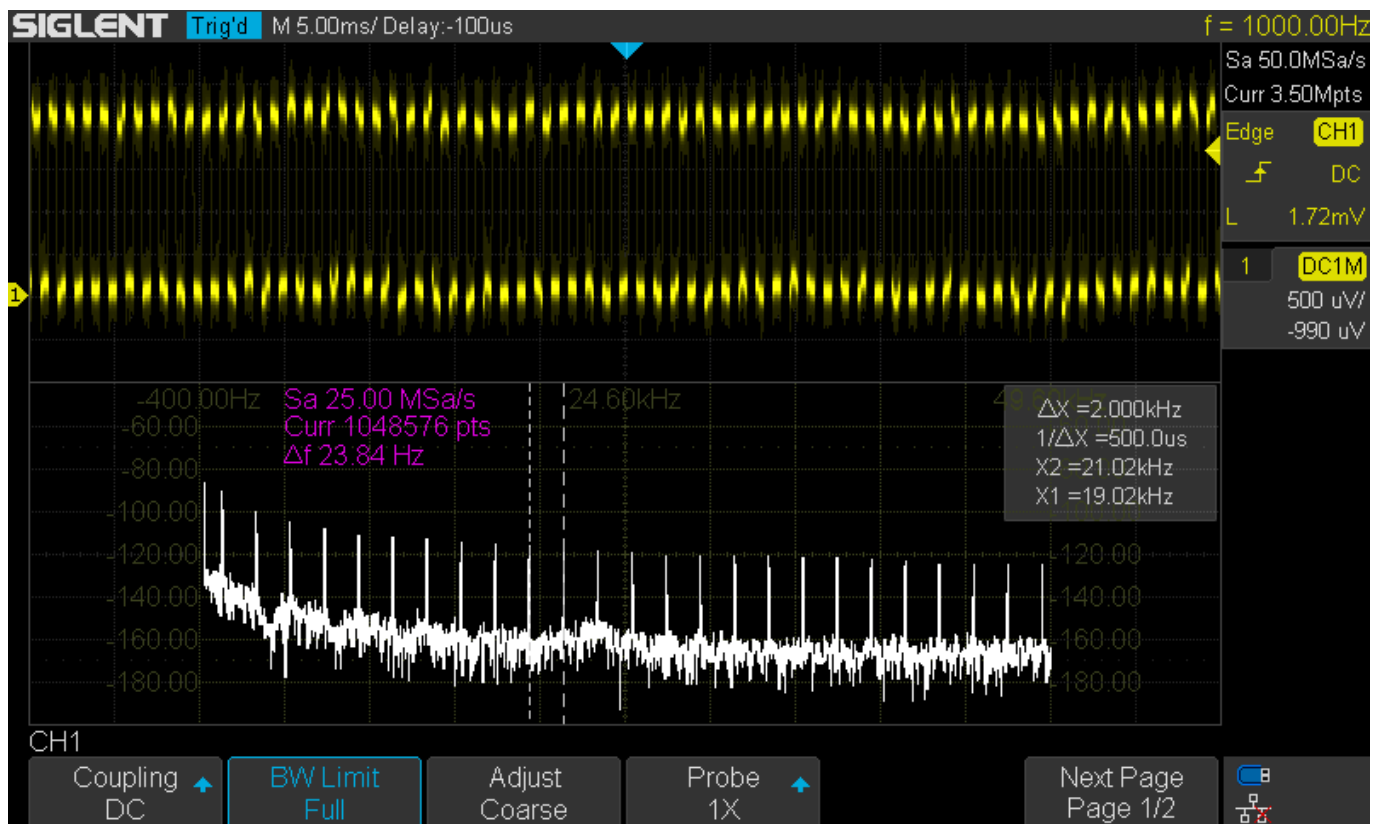 SIGLENT Trig'd M 5.00ms/ Delay:-100us f = 1000.00Hz
Sa 50.0MSa/s
Curr 3.50Mpts
Edge CH1
DC
L 1.72mV
1 DC1M
500 uV/
-990 uV
1
-400.00Hz Sa 25.00 MSa/s 24.60kHz
-60.00 Curr 1048576 pts
-80.00 Δf 23.84 Hz
ΔX =2.000kHz
1/ΔX =500.0us
X2 =21.02kHz
X1 =19.02kHz
-100.00
-120.00 -120.00
-140.00 -140.00
-160.00 -160.00
-180.00 -180.00
CH1
Coupling BW Limit Adjust Probe Next Page
DC Full Coarse 1X Page 1/2